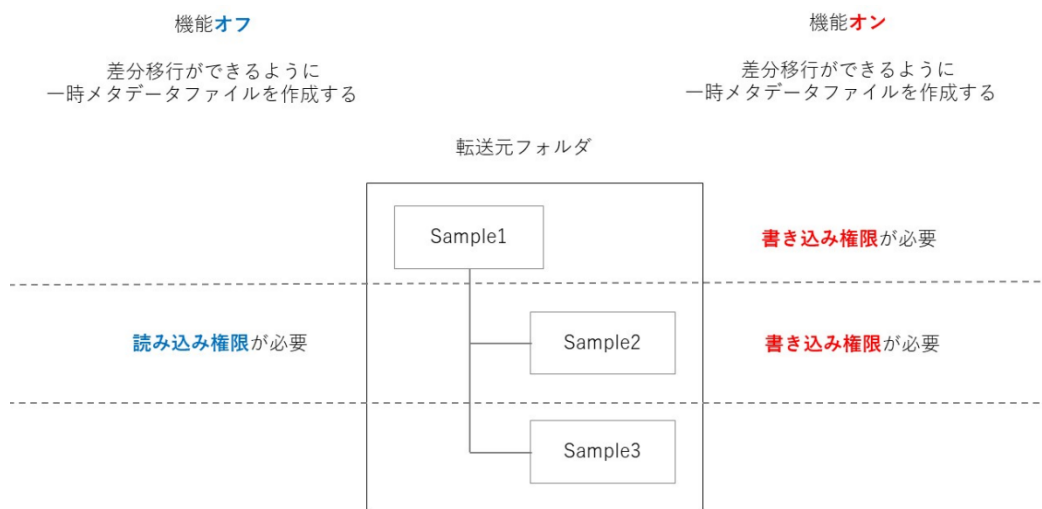 機能オフ
機能オン
差分移行ができるように
一時メタデータファイルを作成する
差分移行ができるように
一時メタデータファイルを作成する
転送元フォルダ
Sample1
書き込み権限が必要
読み込み権限が必要
Sample2
書き込み権限が必要
Sample3